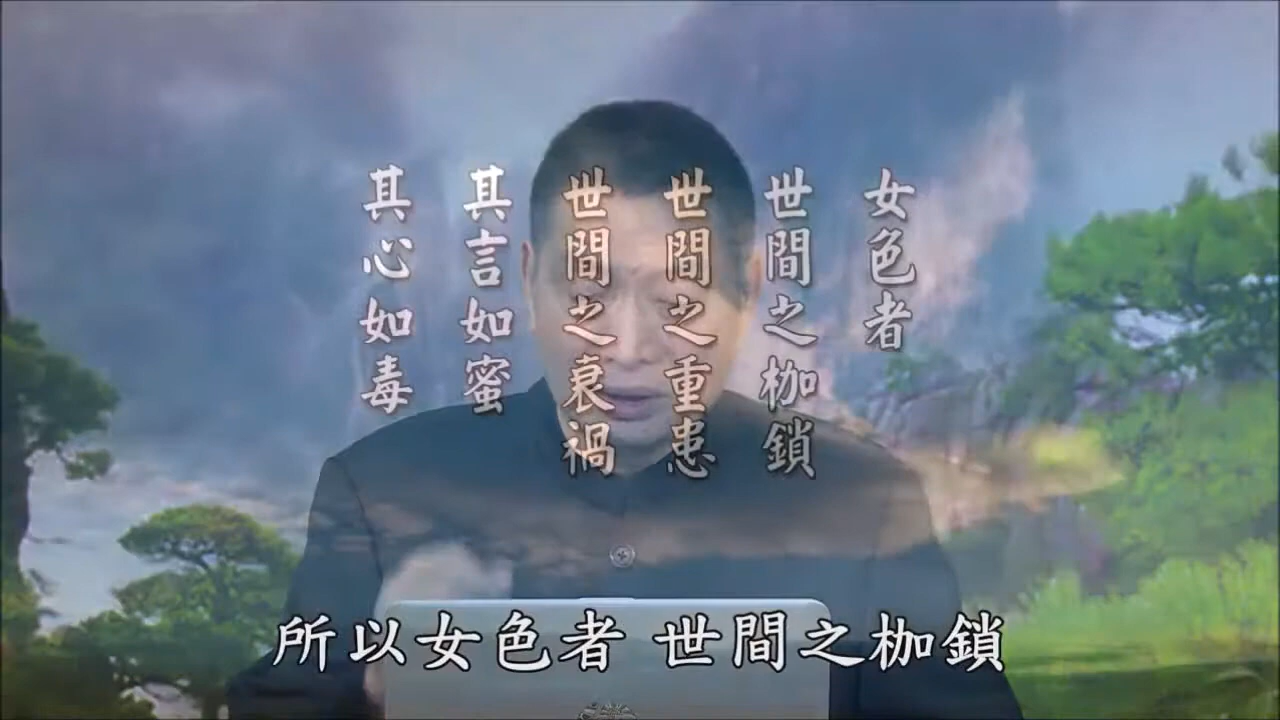 女色者
世間之枷鎖
世間之重患
世間之衰禍
其言如蜜
其心如毒
所以女色者 世間之枷鎖